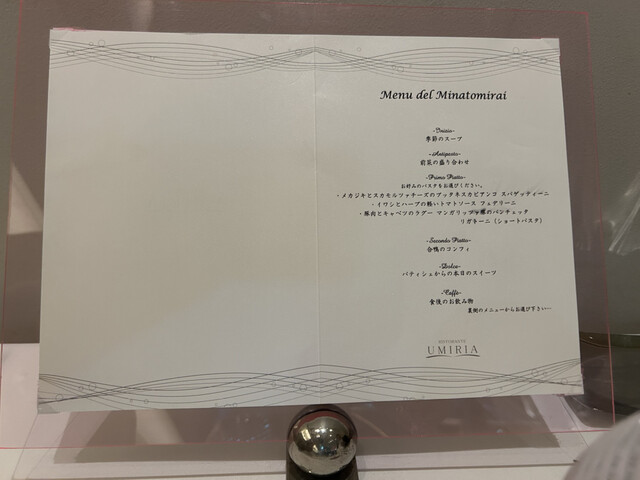 Menu del Minatomirai
-Inizio-
季節のスープ
-Antipasto-
前菜の盛り合わせ
-Primo Piatto-
お好みのパスタをお選びください。
・メカジキとスカモルツァチーズのプッタネスカビアンコ スパゲッティーニ
・イワシとハーブの軽いトマトソース フェデリーニ
・豚肉とキャベツのラグー マンガリッツァ豚のパンチェッタ
リガトーニ（ショートパスタ）
-Secondo Piatto-
合鴨のコンフィ
-Dolce-
パティシェからの本日のスイーツ
-Caffè-
食後のお飲み物
裏側のメニューからお選び下さい…
RISTORANTE
UMIRIA